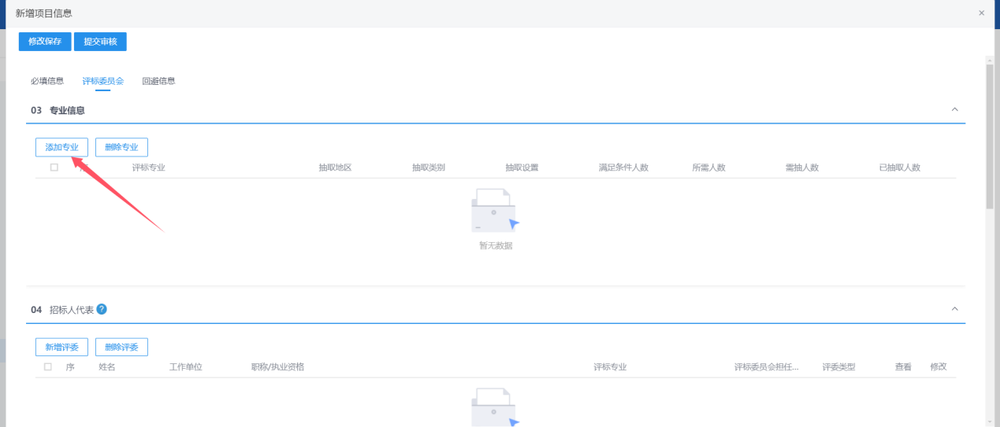 新增项目信息
修改保存 提交审核
必填信息 评标委员会 回避信息
03 专业信息
添加专业 删除专业
评标专业 抽取地区 抽取类别 抽取设置 满足条件人数 所需人数 需抽人数 已抽取人数
暂无数据
04 招标人代表 ?
新增评委 删除评委
序 姓名 工作单位 职称/执业资格 评标专业 评标委员会担任... 评委类型 查看 修改